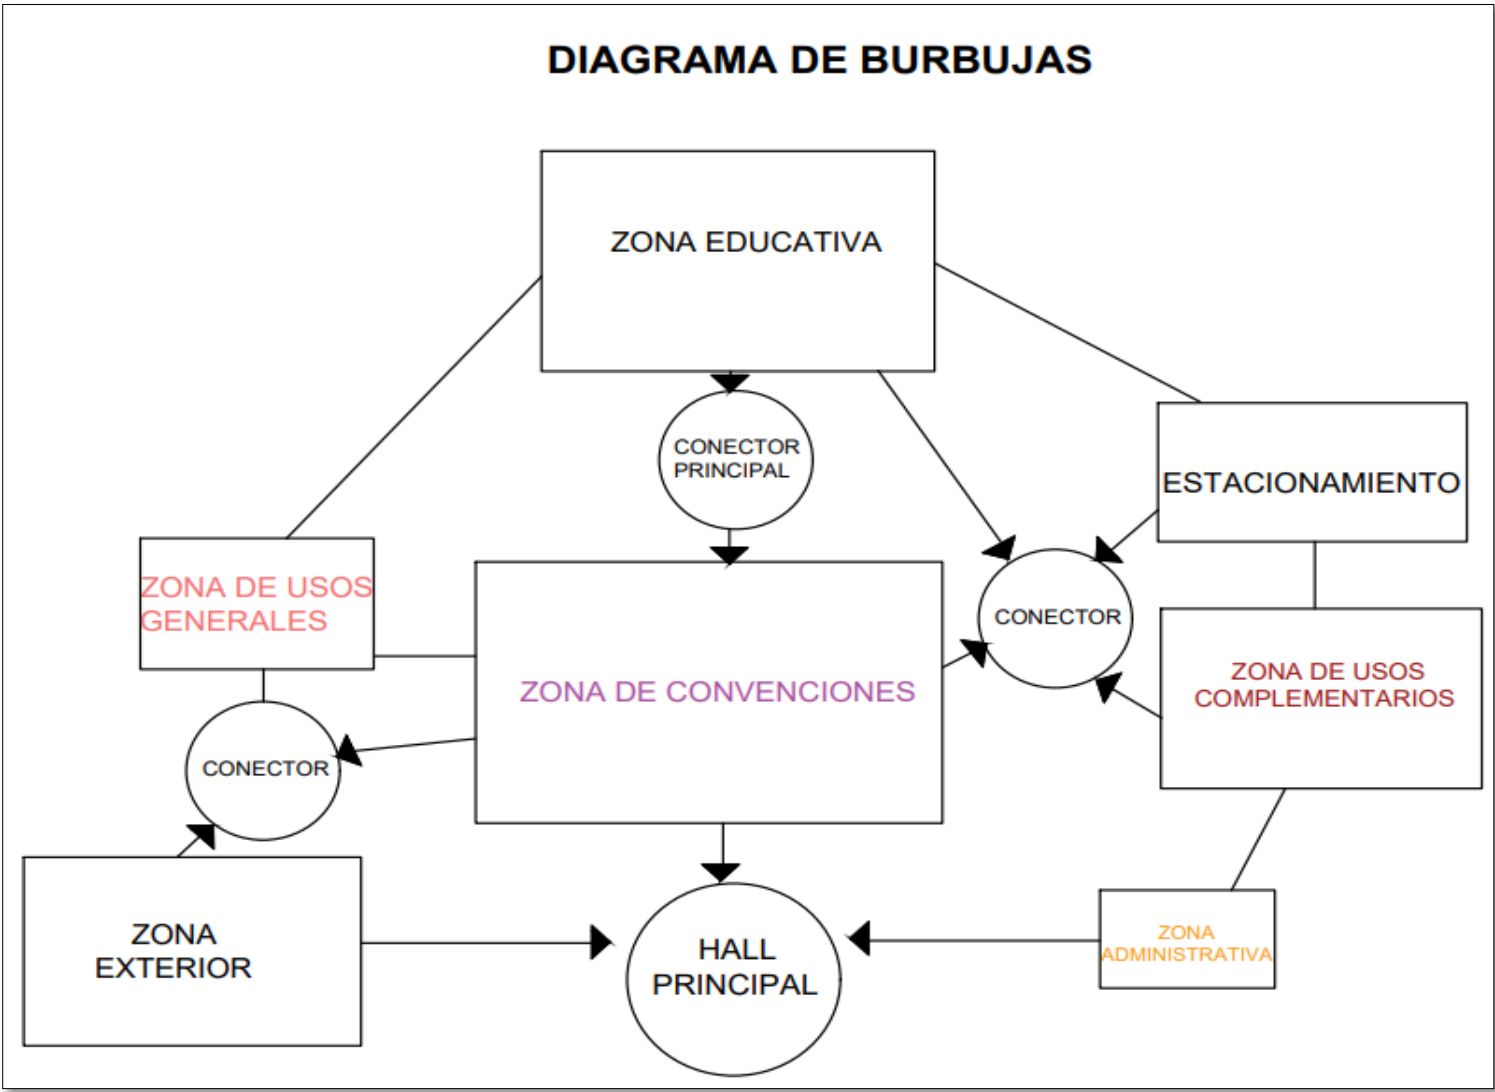 DIAGRAMA DE BURBUJAS
ZONA EDUCATIVA
CONECTOR
PRINCIPAL
ESTACIONAMIENTO
ZONA DE USOS
GENERALES
CONECTOR
ZONA DE CONVENCIONES
ZONA DE USOS
COMPLEMENTARIOS
CONECTOR
ZONA
EXTERIOR
HALL
PRINCIPAL
ZONA
ADMINISTRATIVA